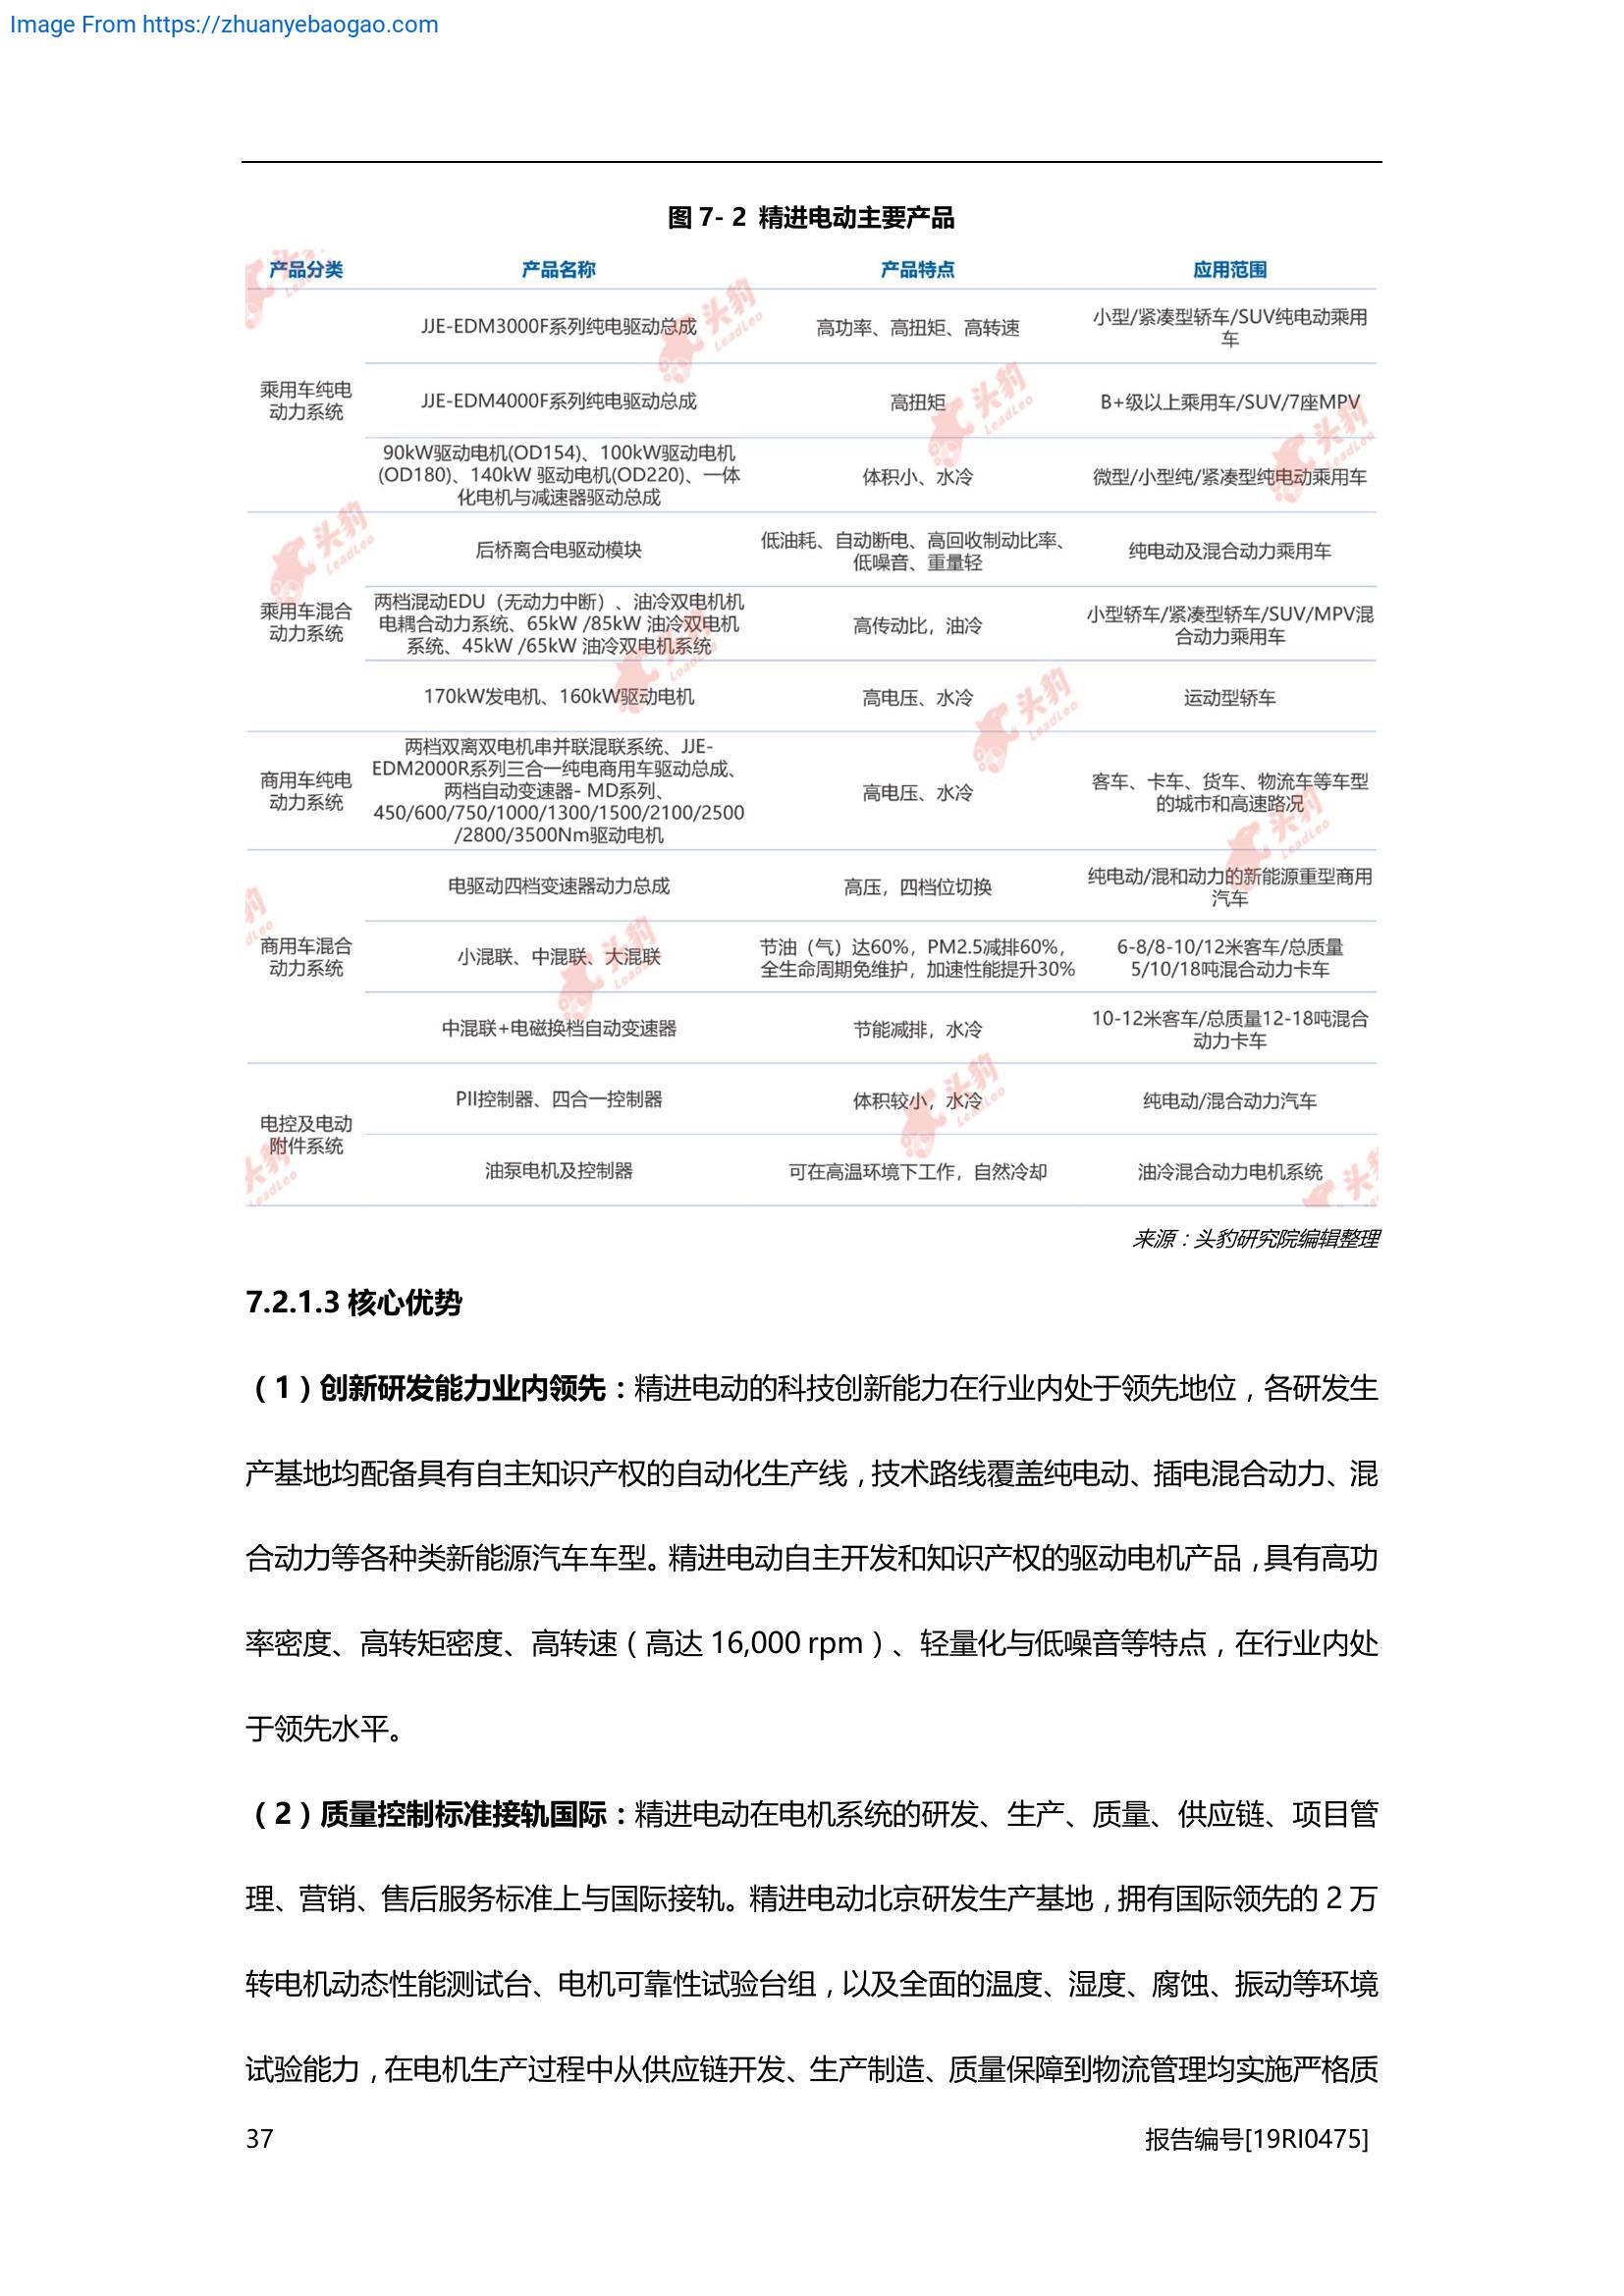 Image From https://zhuanyebaogao.com
图 7- 2 精进电动主要产品
产品分类 产品名称 产品特点 应用范围
乘用车纯电
动力系统
JJE-EDM3000F系列纯电驱动总成
高功率、高扭矩、高转速
小型/紧凑型轿车/SUV纯电动乘用
车
JJE-EDM4000F系列纯电驱动总成
高扭矩
B+级以上乘用车/SUV/7座MPV
90kW驱动电机(OD154)、100kW驱动电机
(OD180)、140kW 驱动电机(OD220)、一体
化电机与减速器驱动总成
体积小、水冷
微型/小型纯/紧凑型纯电动乘用车
乘用车混合
动力系统
后桥离合电驱动模块
低油耗、自动断电、高回收制动比率、
低噪音、重量轻
纯电动及混合动力乘用车
两档混动EDU（无动力中断）、油冷双电机机
电耦合动力系统、65kW /85kW 油冷双电机
系统、45kW /65kW 油冷双电机系统
高传动比，油冷
小型轿车/紧凑型轿车/SUV/MPV混
合动力乘用车
170kW发电机、160kW驱动电机
高电压、水冷
运动型轿车
商用车纯电
动力系统
两档双离双电机串并联混联系统、JJE-
EDM2000R系列三合一纯电商用车驱动总成、
两档自动变速器- MD系列、
450/600/750/1000/1300/1500/2100/2500
/2800/3500Nm驱动电机
高电压、水冷
客车、卡车、货车、物流车等车型
的城市和高速路况
商用车混合
动力系统
电驱动四档变速器动力总成
高压，四档位切换
纯电动/混和动力的新能源重型商用
汽车
小混联、中混联、大混联
节油（气）达60%，PM2.5减排60%，
全生命周期免维护，加速性能提升30%
6-8/8-10/12米客车/总质量
5/10/18吨混合动力卡车
中混联+电磁换档自动变速器
节能减排，水冷
10-12米客车/总质量12-18吨混合
动力卡车
电控及电动
附件系统
PII控制器、四合一控制器
体积较小，水冷
纯电动/混合动力汽车
油泵电机及控制器
可在高温环境下工作，自然冷却
油冷混合动力电机系统
头豹
LeadLeo
来源：头豹研究院编辑整理
7.2.1.3 核心优势
（1）创新研发能力业内领先：精进电动的科技创新能力在行业内处于领先地位，各研发生
产基地均配备具有自主知识产权的自动化生产线，技术路线覆盖纯电动、插电混合动力、混
合动力等各种类新能源汽车车型。精进电动自主开发和知识产权的驱动电机产品，具有高功
率密度、高转矩密度、高转速（高达 16,000 rpm）、轻量化与低噪音等特点，在行业内处
于领先水平。
（2）质量控制标准接轨国际：精进电动在电机系统的研发、生产、质量、供应链、项目管
理、营销、售后服务标准上与国际接轨。精进电动北京研发生产基地，拥有国际领先的 2 万
转电机动态性能测试台、电机可靠性试验台组，以及全面的温度、湿度、腐蚀、振动等环境
试验能力，在电机生产过程中从供应链开发、生产制造、质量保障到物流管理均实施严格质
37 报告编号[19RI0475]